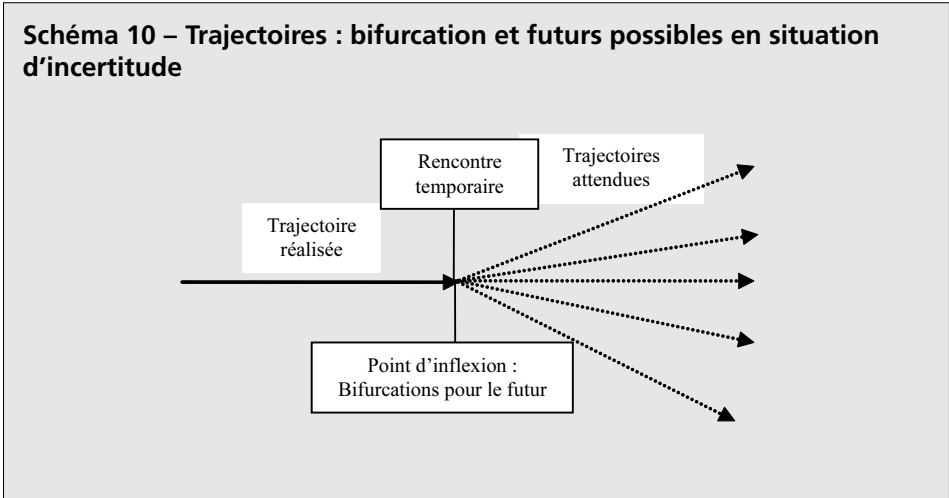 Schéma 10 – Trajectoires : bifurcation et futurs possibles en situation
d’incertitude
Rencontre
temporaire
Trajectoires
attendues
Trajectoire
réalisée
Point d’inflexion :
Bifurcations pour le futur